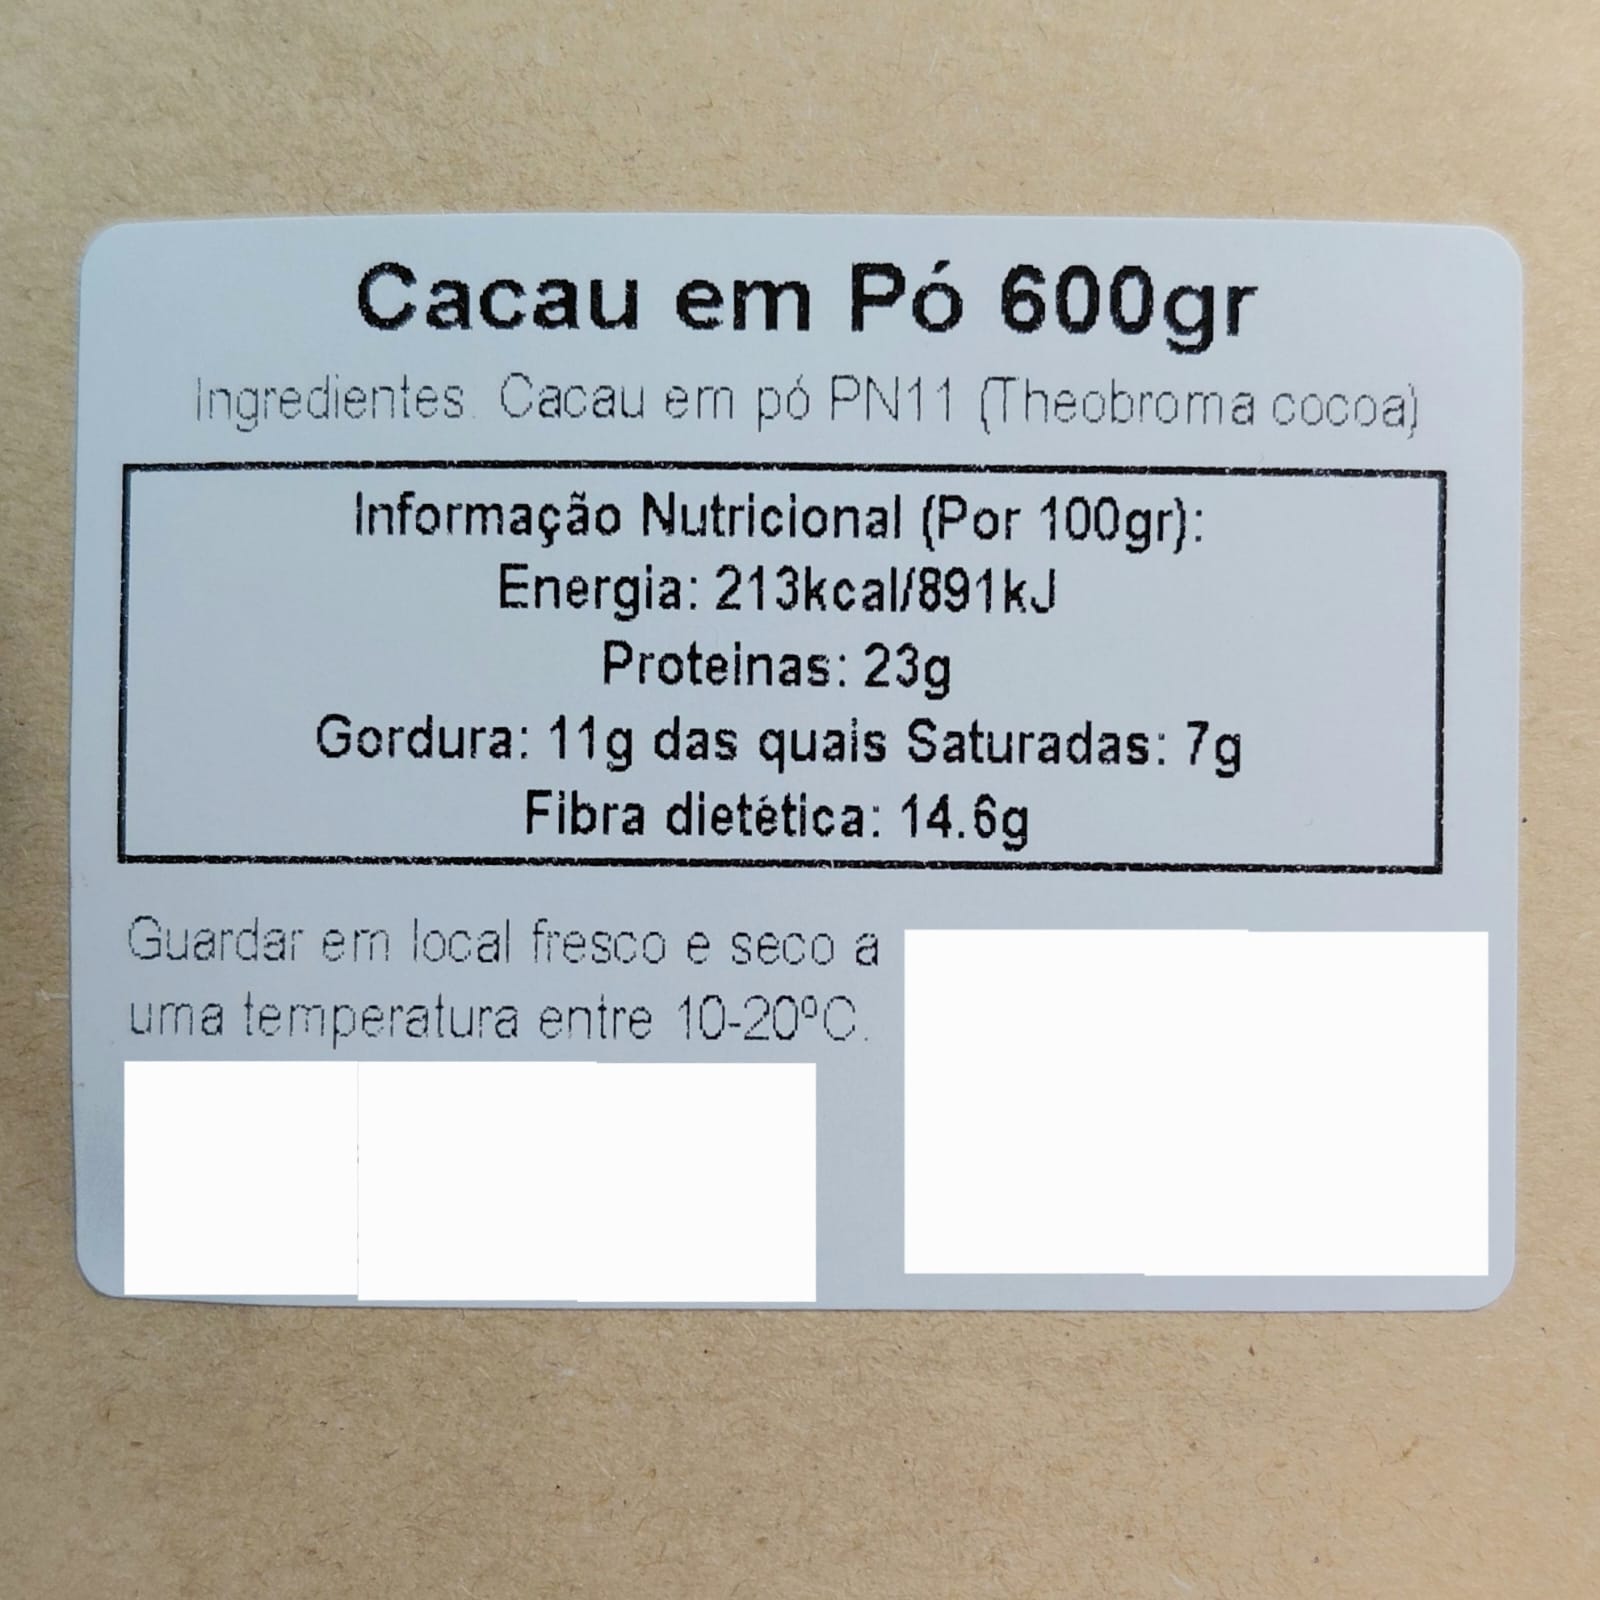 Cacau em Pó 600gr
Ingredientes: Cacau em pó PN11 (Theobroma cocoa)
Informação Nutricional (Por 100gr):
Energia: 213kcal/891kJ
Proteinas: 23g
Gordura: 11g das quais Saturadas: 7g
Fibra dietética: 14.6g
Guardar em local fresco e seco a
uma temperatura entre 10-20ºC.